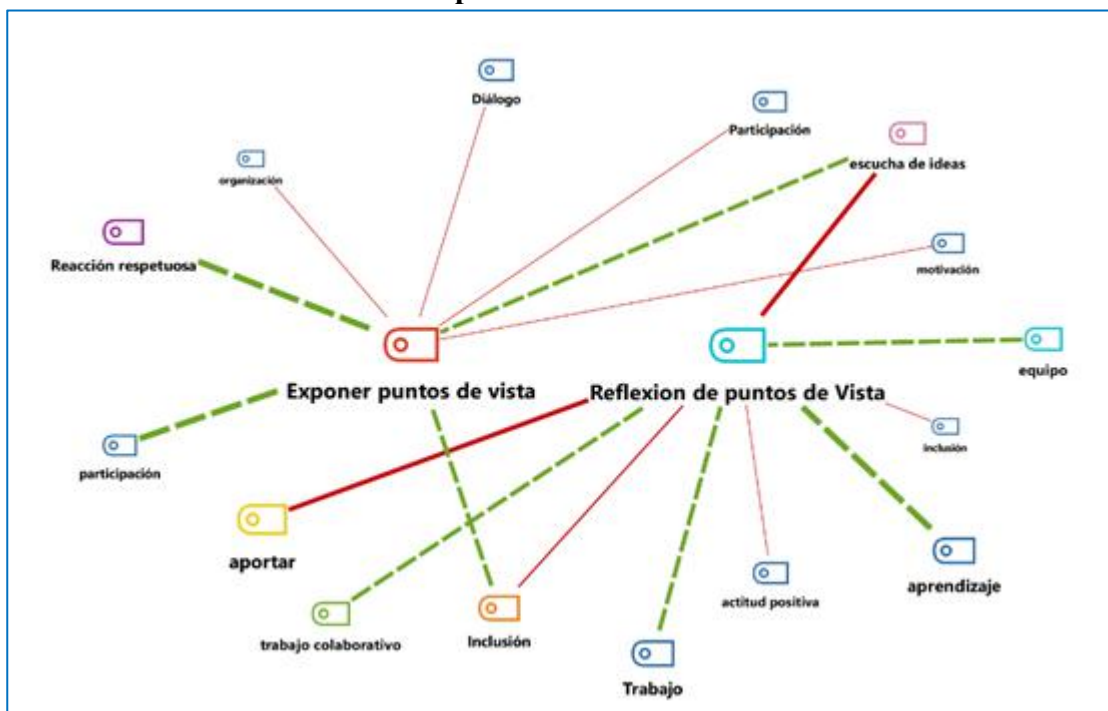 Diálogo
Participación
escucha de ideas
organización
Reacción respetuosa
motivación
equipo
Exponer puntos de vista
Reflexion de puntos de Vista
inclusión
participación
aportar
aprendizaje
actitud positiva
trabajo colaborativo
Inclusión
Trabajo